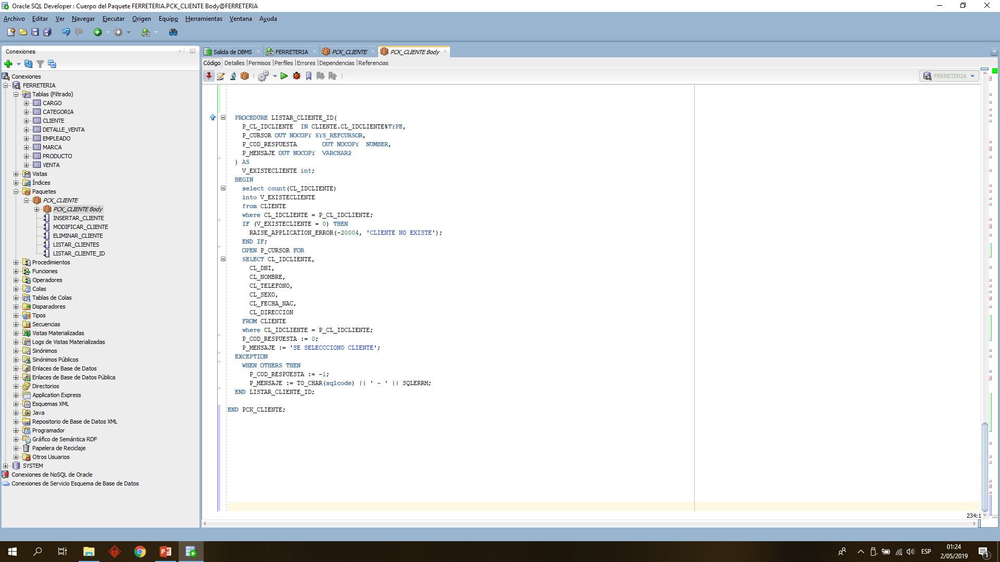 Oracle SQL Developer : Cuerpo del Paquete FERRETERIA.PCK_CLIENTE Body@FERRETERIA
Archivo Editar Ver Navegar Ejecutar Origen Equipo Herramientas Ventana Ayuda
Conexiones
Conexiones
FERRETERIA
Tablas (Filtrado)
CARGO
CATEGORIA
CLIENTE
DETALLE_VENTA
EMPLEADO
MARCA
PRODUCTO
VENTA
Vistas
Índices
Paquetes
PCK_CLIENTE
PCK_CLIENTE Body
INSERTAR_CLIENTE
MODIFICAR_CLIENTE
ELIMINAR_CLIENTE
LISTAR_CLIENTES
LISTAR_CLIENTE_ID
Procedimientos
Funciones
Operadores
Colas
Tablas de Colas
Disparadores
Tipos
Secuencias
Vistas Materializadas
Logs de Vistas Materializadas
Sinónimos
Sinónimos Públicos
Enlaces de Base de Datos
Enlaces de Base de Datos Pública
Directorios
Application Express
Esquemas XML
Java
Repositorio de Base de Datos XML
Programador
Gráfico de Semántica RDF
Papelera de Reciclaje
Otros Usuarios
SYSTEM
Conexiones de NoSQL de Oracle
Conexiones de Servicio Esquema de Base de Datos
Salida de DBMS FERRETERIA PCK_CLIENTE PCK_CLIENTE Body
Código Detalles Permisos Perfiles Errores Dependencias Referencias
FERRETERIA
PROCEDURE LISTAR_CLIENTE_ID(
P_CL_IDCLIENTE IN CLIENTE.CL_IDCLIENTE%TYPE,
P_CURSOR OUT NOCOPY SYS_REFCURSOR,
P_COD_RESPUESTA OUT NOCOPY NUMBER,
P_MENSAJE OUT NOCOPY VARCHAR2
) AS
V_EXISTECLIENTE int;
BEGIN
select count(CL_IDCLIENTE)
into V_EXISTECLIENTE
from CLIENTE
where CL_IDCLIENTE = P_CL_IDCLIENTE;
IF (V_EXISTECLIENTE = 0) THEN
RAISE_APPLICATION_ERROR(-20004, 'CLIENTE NO EXISTE');
END IF;
OPEN P_CURSOR FOR
SELECT CL_IDCLIENTE,
CL_DNI,
CL_NOMBRE,
CL_TELEFONO,
CL_SEXO,
CL_FECHA_NAC,
CL_DIRECCION
FROM CLIENTE
where CL_IDCLIENTE = P_CL_IDCLIENTE;
P_COD_RESPUESTA := 0;
P_MENSAJE := 'SE SELECCCIONO CLIENTE';
EXCEPTION
WHEN OTHERS THEN
P_COD_RESPUESTA := -1;
P_MENSAJE := TO_CHAR(sqlcode) || ' - ' || SQLERRM;
END LISTAR_CLIENTE_ID;
END PCK_CLIENTE;
234:1
ESP
01:24
2/05/2019
1